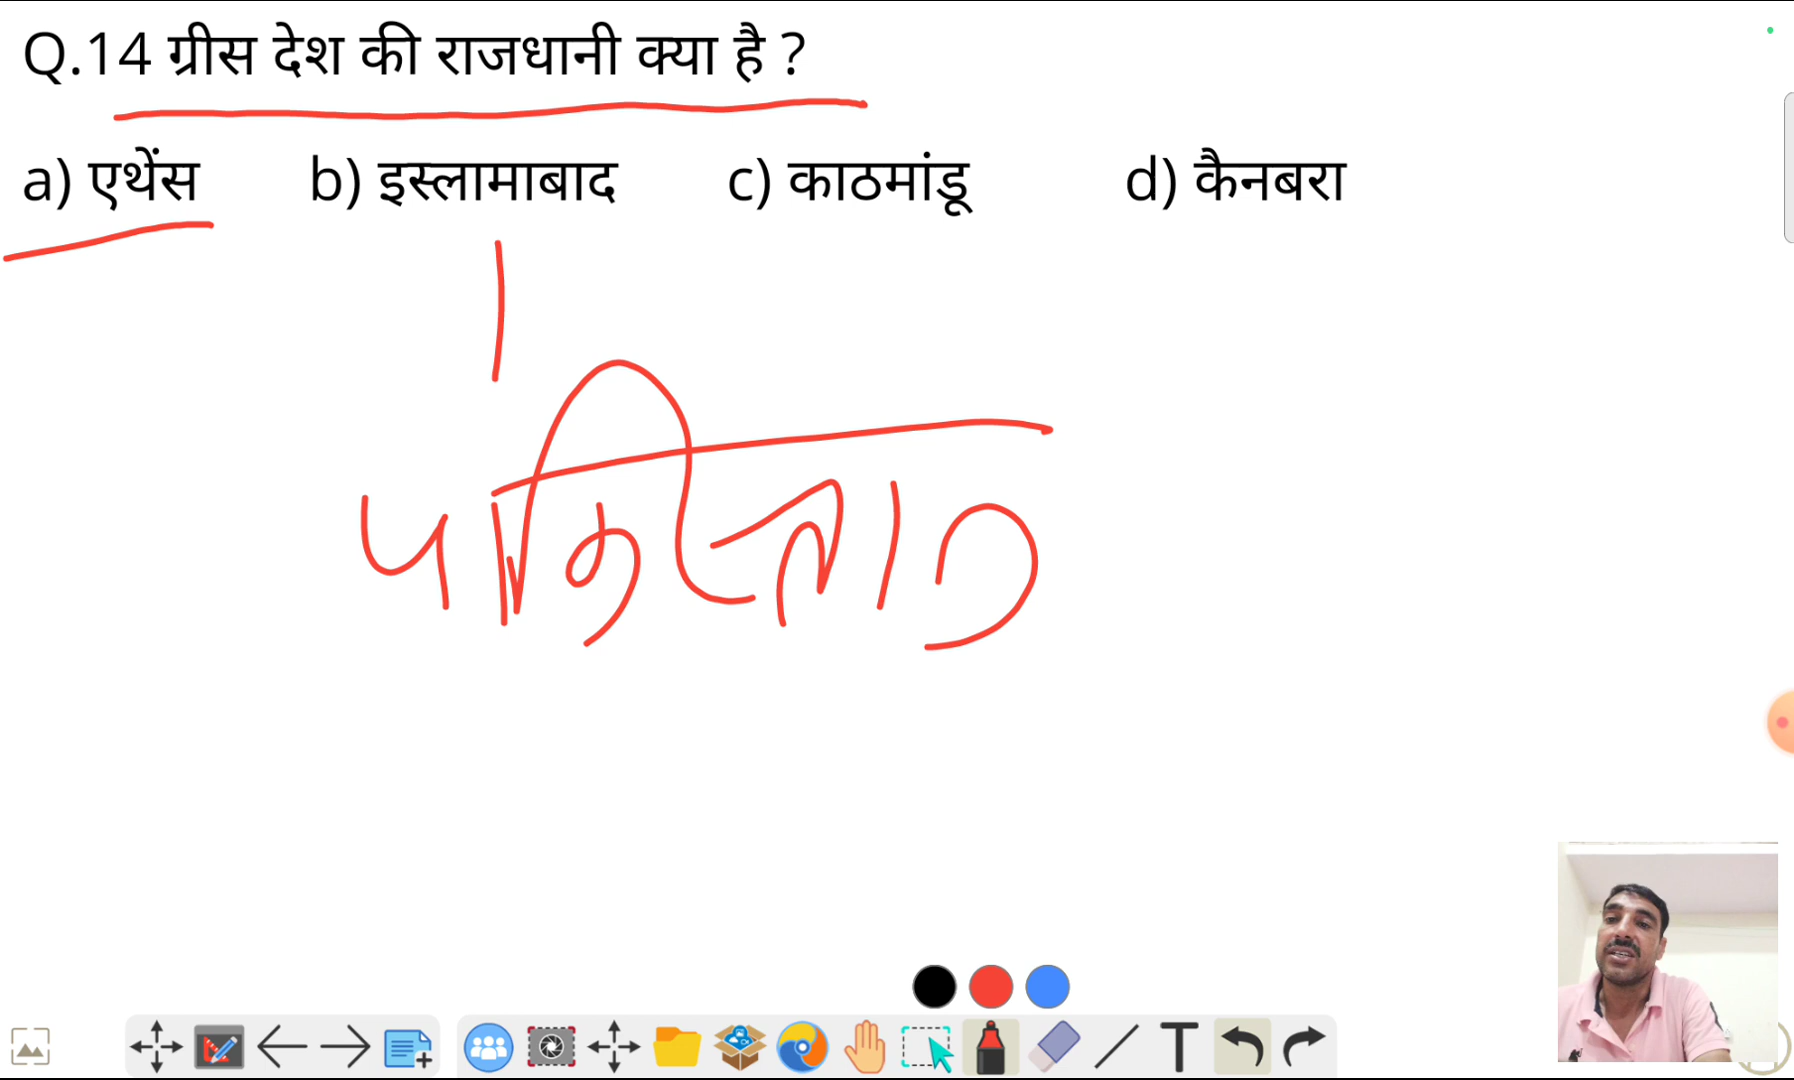 Q.14 ग्रीस देश की राजधानी क्या है ?
a) एथेंस b) इस्लामाबाद c) काठमांडू d) कैनबरा